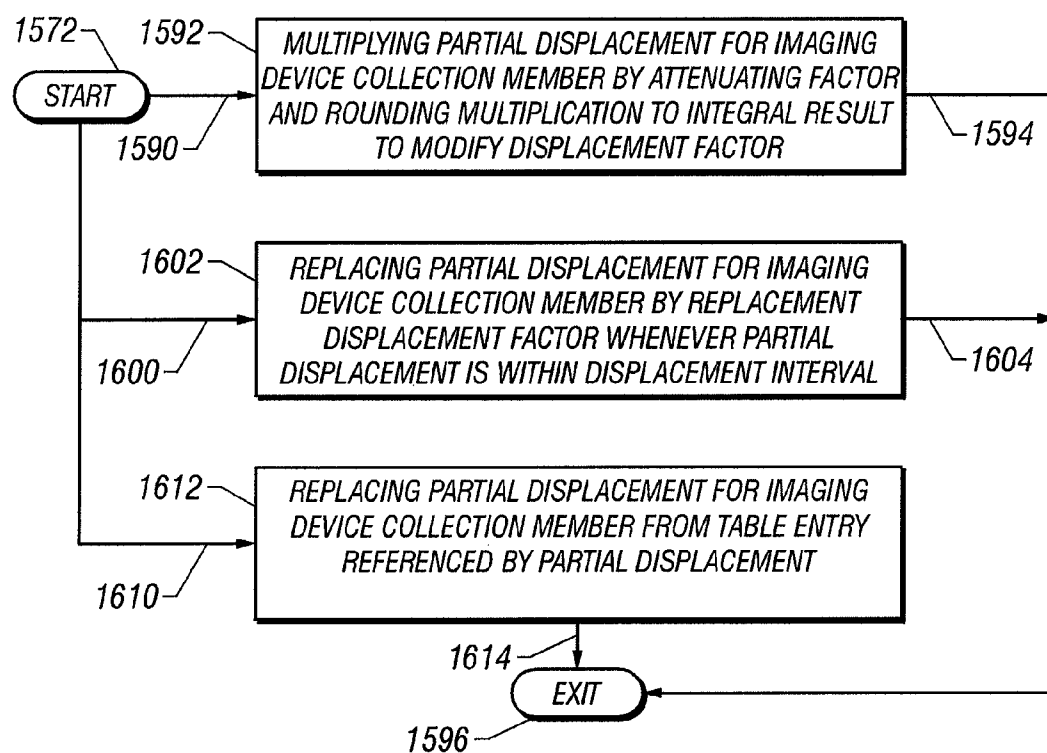 1572
START
1590
1592
MULTIPLYING PARTIAL DISPLACEMENT FOR IMAGING
DEVICE COLLECTION MEMBER BY ATTENUATING FACTOR
AND ROUNDING MULTIPLICATION TO INTEGRAL RESULT
TO MODIFY DISPLACEMENT FACTOR
1594
1600
1602
REPLACING PARTIAL DISPLACEMENT FOR IMAGING
DEVICE COLLECTION MEMBER BY REPLACEMENT
DISPLACEMENT FACTOR WHENEVER PARTIAL
DISPLACEMENT IS WITHIN DISPLACEMENT INTERVAL
1604
1610
1612
REPLACING PARTIAL DISPLACEMENT FOR IMAGING
DEVICE COLLECTION MEMBER FROM TABLE ENTRY
REFERENCED BY PARTIAL DISPLACEMENT
1614
EXIT
1596